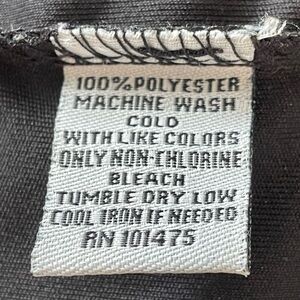 100% POLYESTER
MACHINE WASH
COLD
WITH LIKE COLORS
ONLY NON-CHLORINE
BLEACH
TUMBLE DRY LOW
COOL IRON IF NEEDED
RN 101475